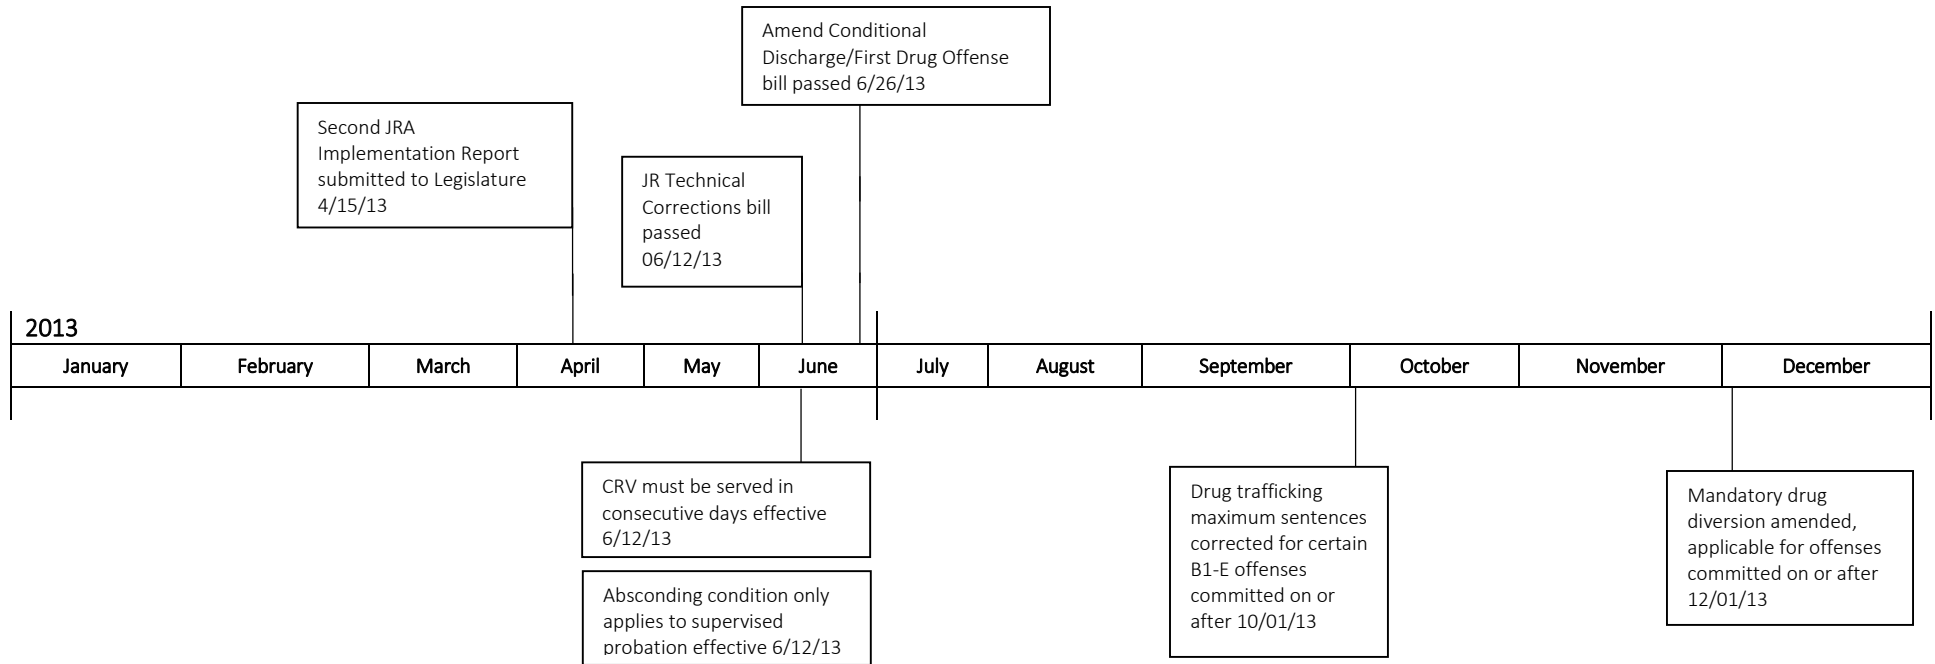 Amend Conditional
Discharge/First Drug Offense
bill passed 6/26/13
Second JRA
Implementation Report
submitted to Legislature
4/15/13
JR Technical
Corrections bill
passed
06/12/13
2013
January February March April May June July August September October November December
CRV must be served in
consecutive days effective
6/12/13
Absconding condition only
applies to supervised
probation effective 6/12/13
Drug trafficking
maximum sentences
corrected for certain
B1-E offenses
committed on or
after 10/01/13
Mandatory drug
diversion amended,
applicable for offenses
committed on or after
12/01/13